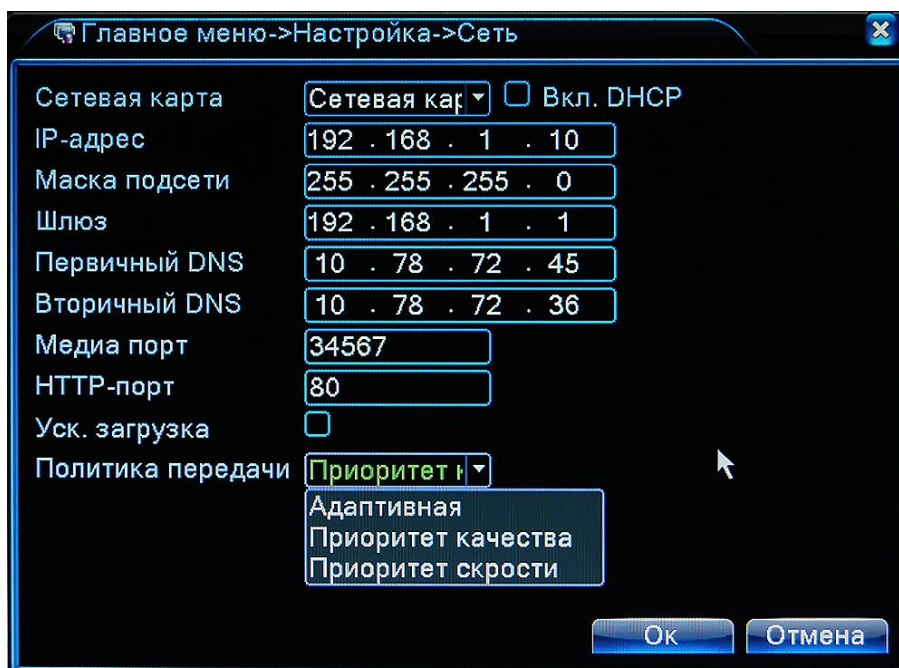 Главное меню->Настройка->Сеть
Сетевая карта Сетевая кар Вкл. DHCP
IP-адрес 192 . 168 . 1 . 10
Маска подсети 255 . 255 . 255 . 0
Шлюз 192 . 168 . 1 . 1
Первичный DNS 10 . 78 . 72 . 45
Вторичный DNS 10 . 78 . 72 . 36
Медиа порт 34567
HTTP-порт 80
Уск. загрузка
Политика передачи Приоритет к
Адаптивная
Приоритет качества
Приоритет скрости
Ок Отмена